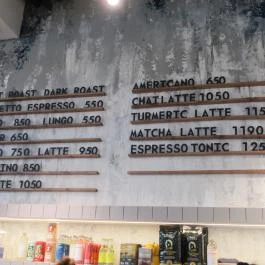 ROAST DARK ROAST
ESPRESSO 550
850 LUNGO 550
650
750 LATTE 950
850
1050
AMERICANO 650
CHAI LATTE 1050
TURMERIC LATTE
MATCHA LATTE 1190
ESPRESSO TONIC